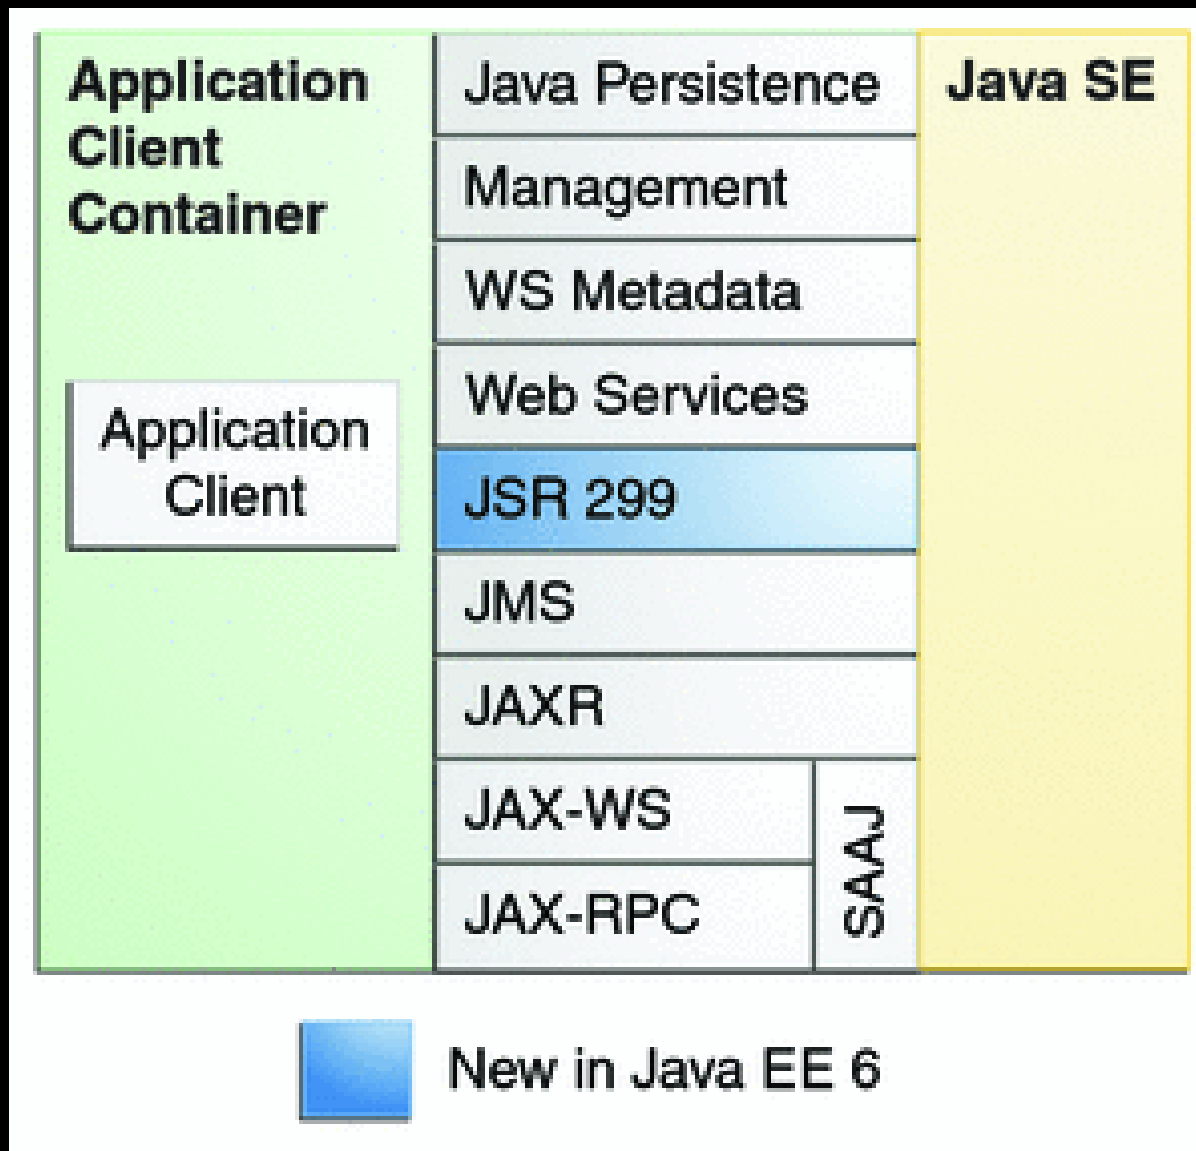 Application
Client
Container
Application
Client
Java Persistence
Management
WS Metadata
Web Services
JSR 299
JMS
JAXR
JAX-WS
JAX-RPC
SAAJ
Java SE
New in Java EE 6